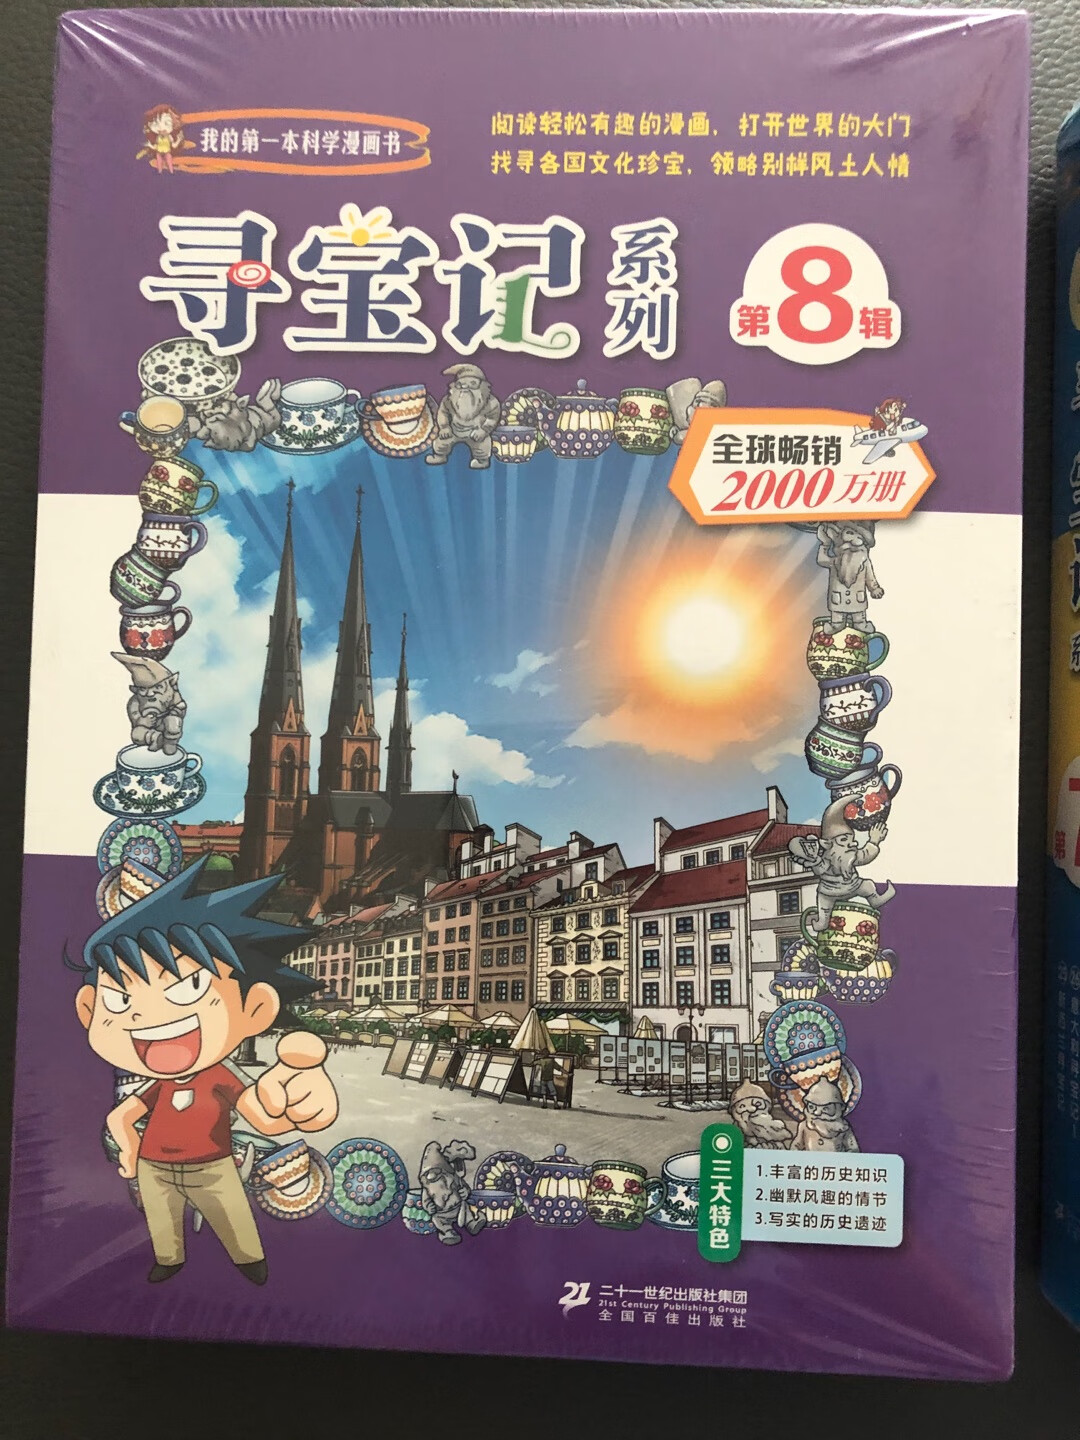 我的第一本科学漫画书
阅读轻松有趣的漫画，打开世界的大门
找寻各国文化珍宝，领略别样风土人情
寻宝记系列
第8辑
全球畅销
2000万册
三大特色
1.丰富的历史知识
2.幽默风趣的情节
3.写实的历史遗迹
21 二十一世纪出版社集团
21st Century Publishing Group
全国百佳出版社
第